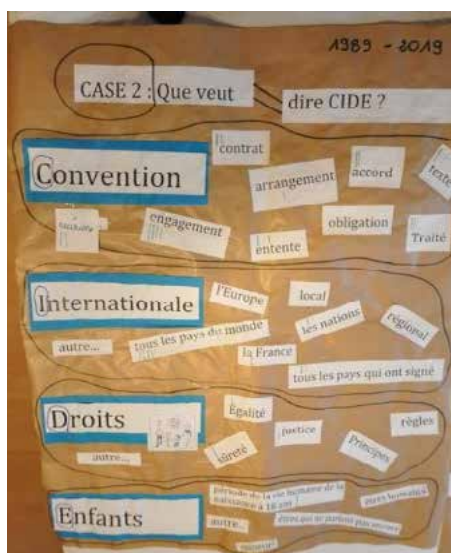 1989 - 2019
CASE 2 : Que veut
dire CIDE ?
contrat
Convention
arrangement
accord
texte
engagement
obligation
entente
Traité
Internationale
l'Europe
local
les nations
régional
autre...
tous les pays du monde
la France
tous les pays qui ont signé
Droits
Égalité
justice
règles
autre...
sûreté
Principes
Enfants
période de la vie humaine de la
naissance à 18 ans
autre...
êtres qui ne parlent pas encore